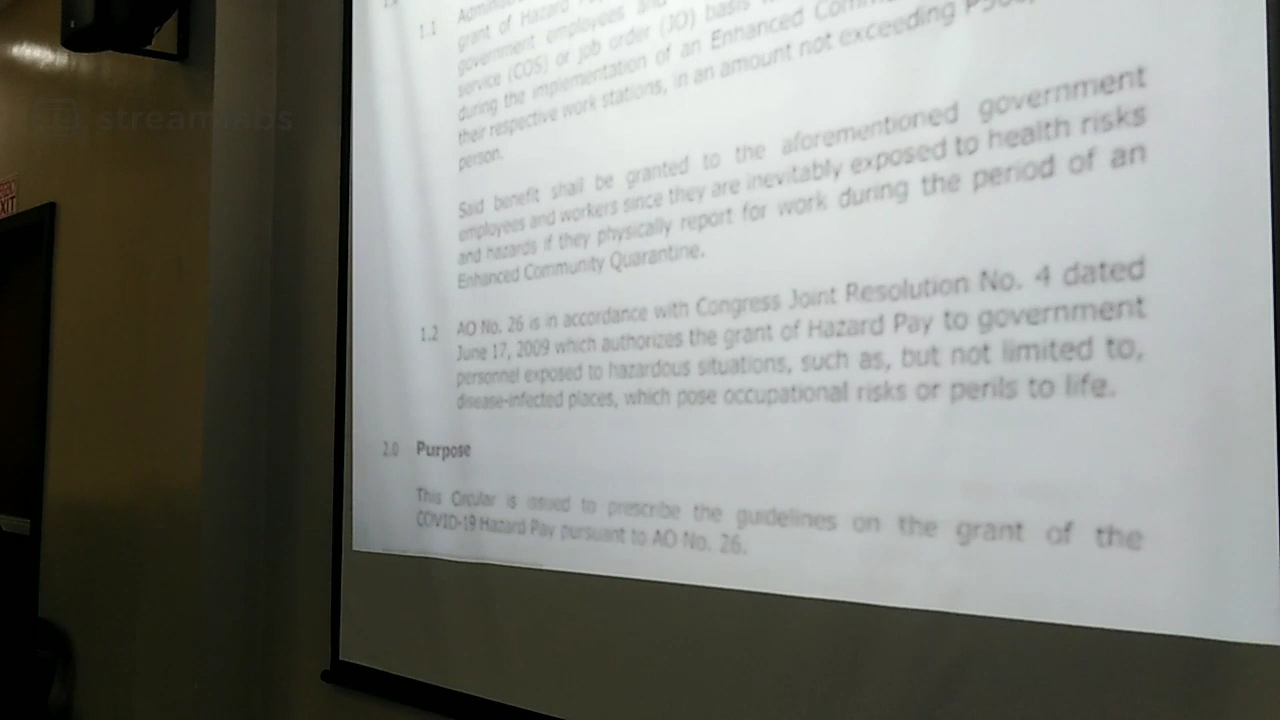 streamlabs
EXIT
1.1
grant of Hazard
government employees and
service (COS) or job order (JO) basis
during the implementation of an Enhanced
their respective work stations, in an amount not exceeding
person.
Said benefit shall be granted to the aforementioned government
employees and workers since they are inevitably exposed to health risks
and hazards if they physically report for work during the period of an
Enhanced Community Quarantine.
1.2 AO No. 26 is in accordance with Congress Joint Resolution No. 4 dated
June 17, 2009 which authorizes the grant of Hazard Pay to government
personnel exposed to hazardous situations, such as, but not limited to,
disease-infected places, which pose occupational risks or perils to life.
2.0 Purpose
This Circular is issued to prescribe the guidelines on the grant of the
COVID-19 Hazard Pay pursuant to AO No. 26.